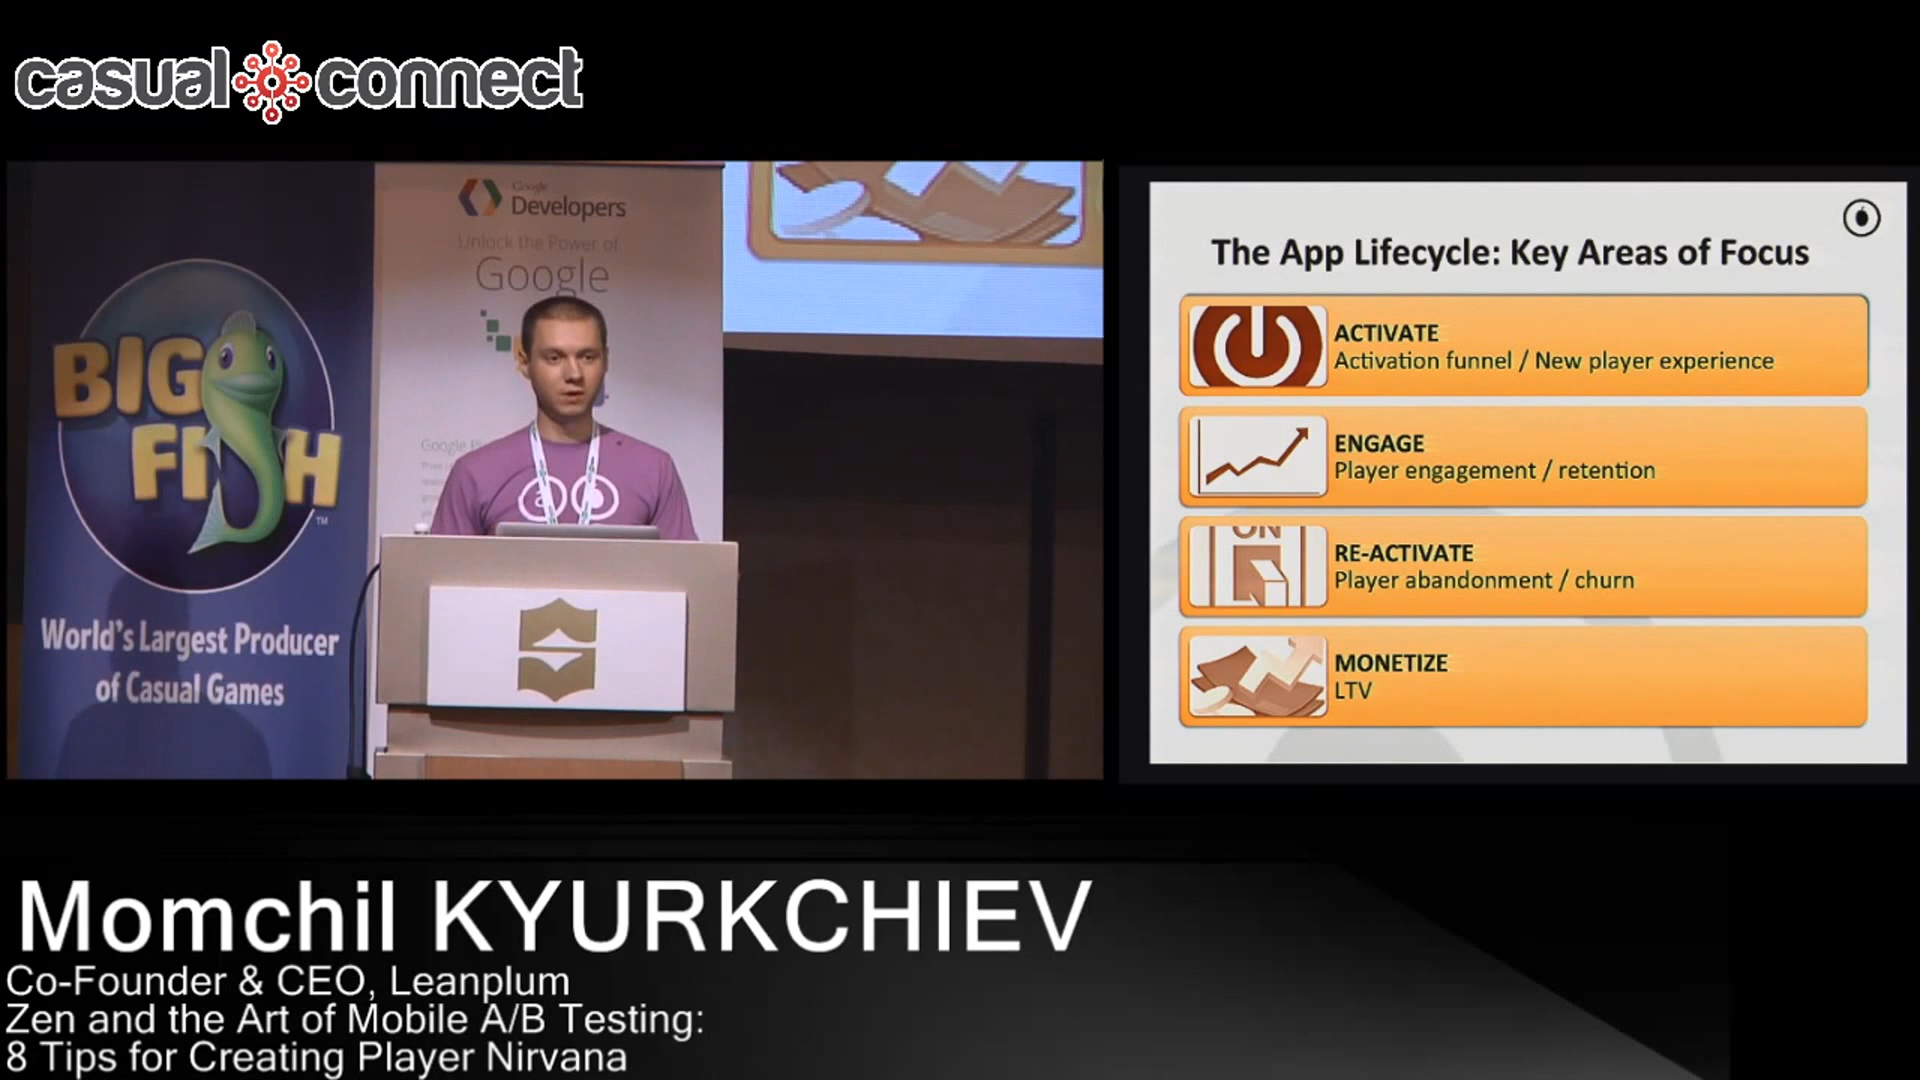 casual connect
Google
Developers
Unlock the Power of
Google
BIG
FISH
TM
World's Largest Producer
of Casual Games
The App Lifecycle: Key Areas of Focus
ACTIVATE
Activation funnel / New player experience
ENGAGE
Player engagement / retention
ON
RE-ACTIVATE
Player abandonment / churn
MONETIZE
LTV
Momchil KYURKCHIEV
Co-Founder & CEO, Leanplum
Zen and the Art of Mobile A/B Testing:
8 Tips for Creating Player Nirvana